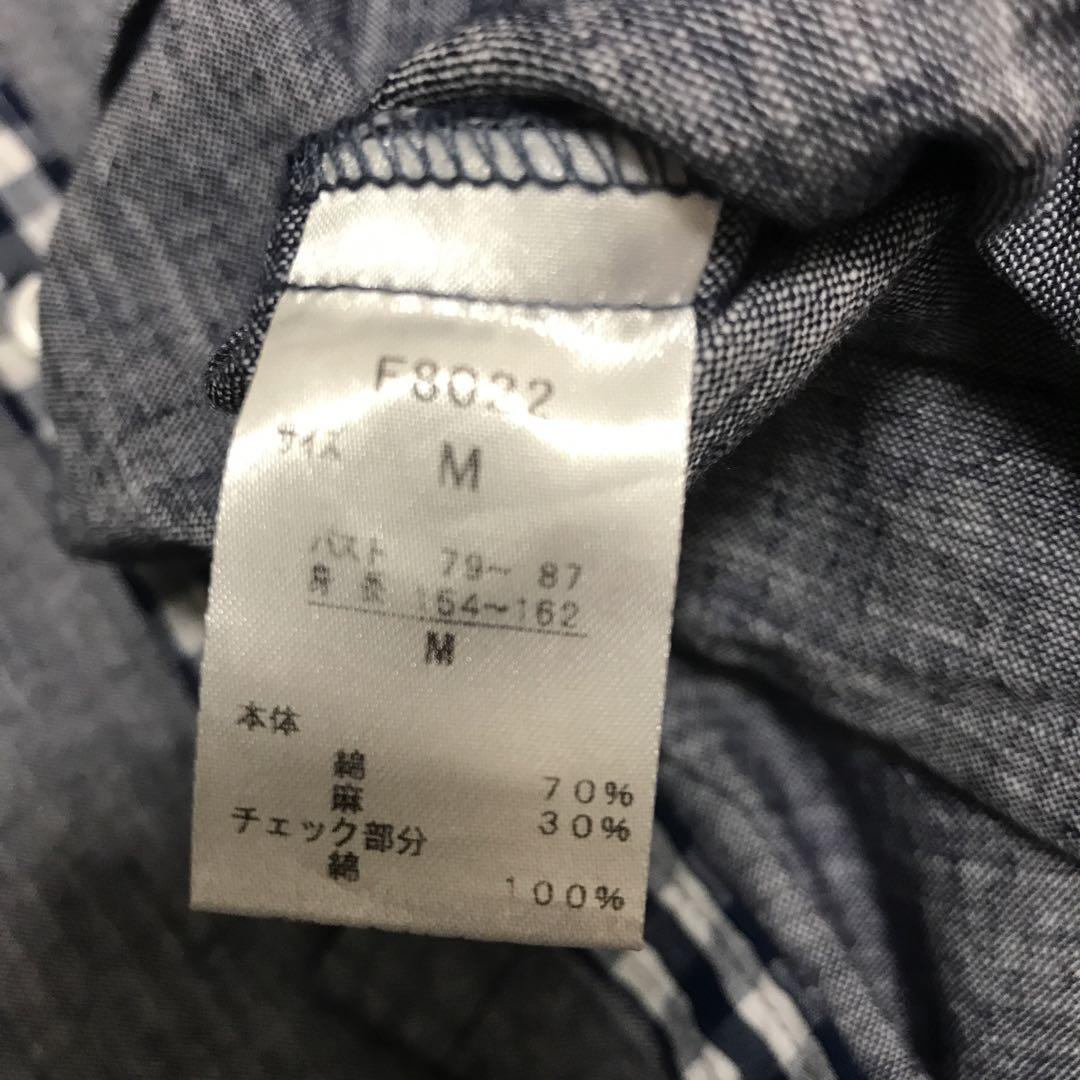 F8022
サイズ M
バスト 79～ 87
身 長 154～162
M
本体
綿 70%
麻 30%
チェック部分
綿 100%